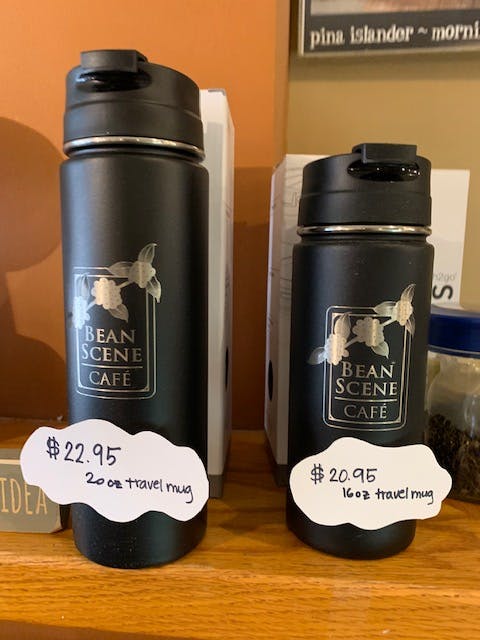 pina islander ~ morni
BEAN
SCENE
CAFÉ
$22.95
20oz travel mug
IDEA
BEAN
SCENE
CAFÉ
$20.95
16oz travel mug
n2go
S